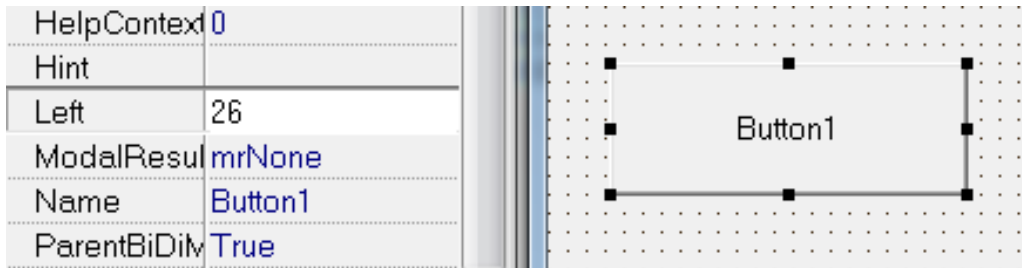 HelpContext 0
Hint
Left 26
ModalResul mrNone
Name Button1
ParentBiDiM True
Button1